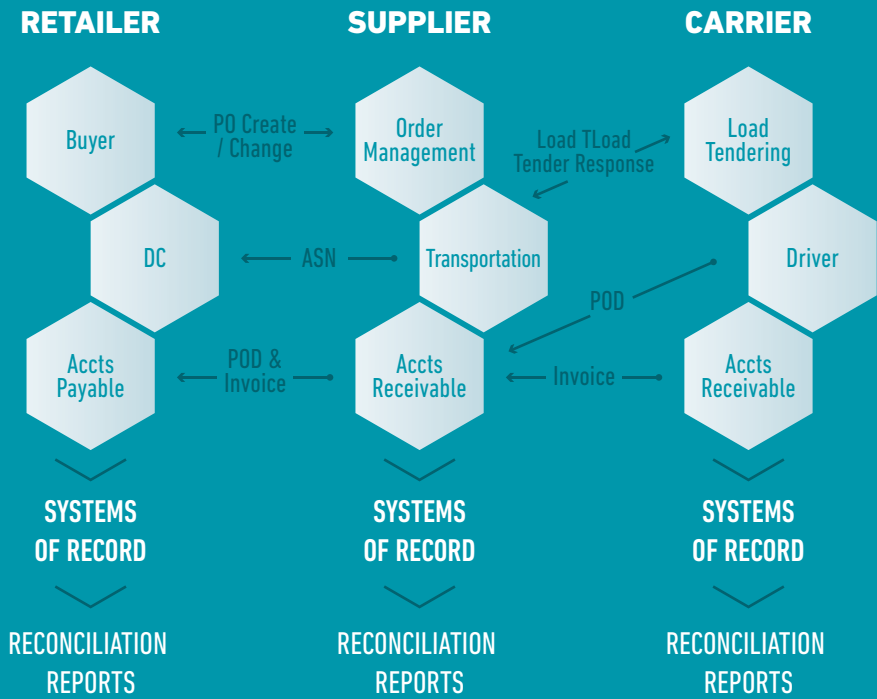 RETAILER
SUPPLIER
CARRIER
Buyer
PO Create
/ Change
Order
Management
Load TLoad
Tender Response
Load
Tendering
DC
ASN
Transportation
Driver
POD
Accts
Payable
POD &
Invoice
Accts
Receivable
Invoice
Accts
Receivable
SYSTEMS
OF RECORD
SYSTEMS
OF RECORD
SYSTEMS
OF RECORD
RECONCILIATION
REPORTS
RECONCILIATION
REPORTS
RECONCILIATION
REPORTS